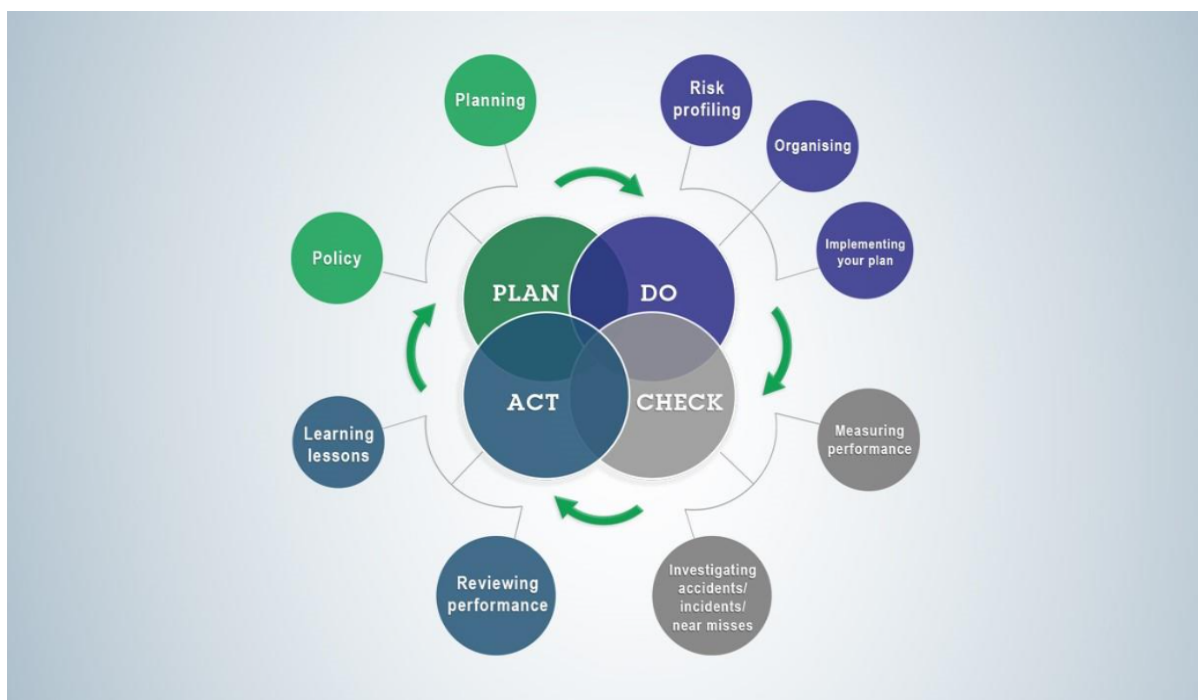 Planning
Risk
profiling
Organising
Policy
Implementing
your plan
PLAN
DO
ACT
CHECK
Learning
lessons
Measuring
performance
Reviewing
performance
Investigating
accidents/
incidents/
near misses